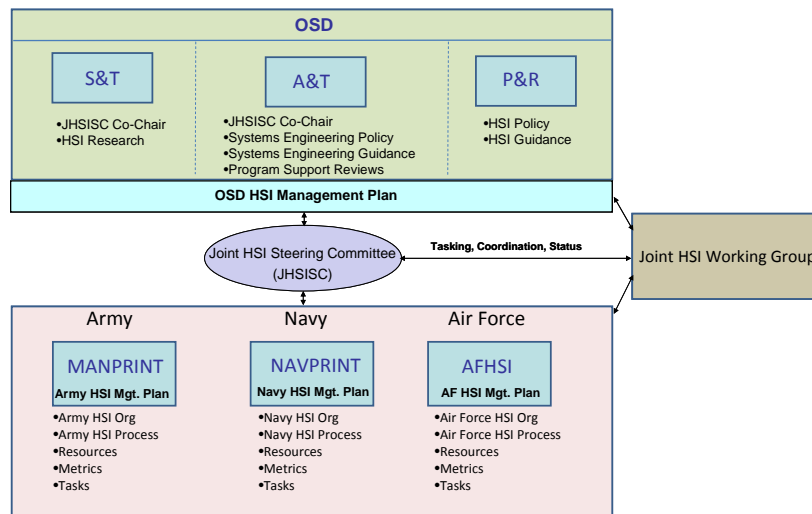 OSD
S&T
•JHSISC Co-Chair
•HSI Research
A&T
•JHSISC Co-Chair
•Systems Engineering Policy
•Systems Engineering Guidance
•Program Support Reviews
P&R
•HSI Policy
•HSI Guidance
OSD HSI Management Plan
Joint HSI Steering Committee
(JHSISC)
Tasking, Coordination, Status
Joint HSI Working Group
Army
MANPRINT
Army HSI Mgt. Plan
•Army HSI Org
•Army HSI Process
•Resources
•Metrics
•Tasks
Navy
NAVPRINT
Navy HSI Mgt. Plan
•Navy HSI Org
•Navy HSI Process
•Resources
•Metrics
•Tasks
Air Force
AFHSI
AF HSI Mgt. Plan
•Air Force HSI Org
•Air Force HSI Process
•Resources
•Metrics
•Tasks